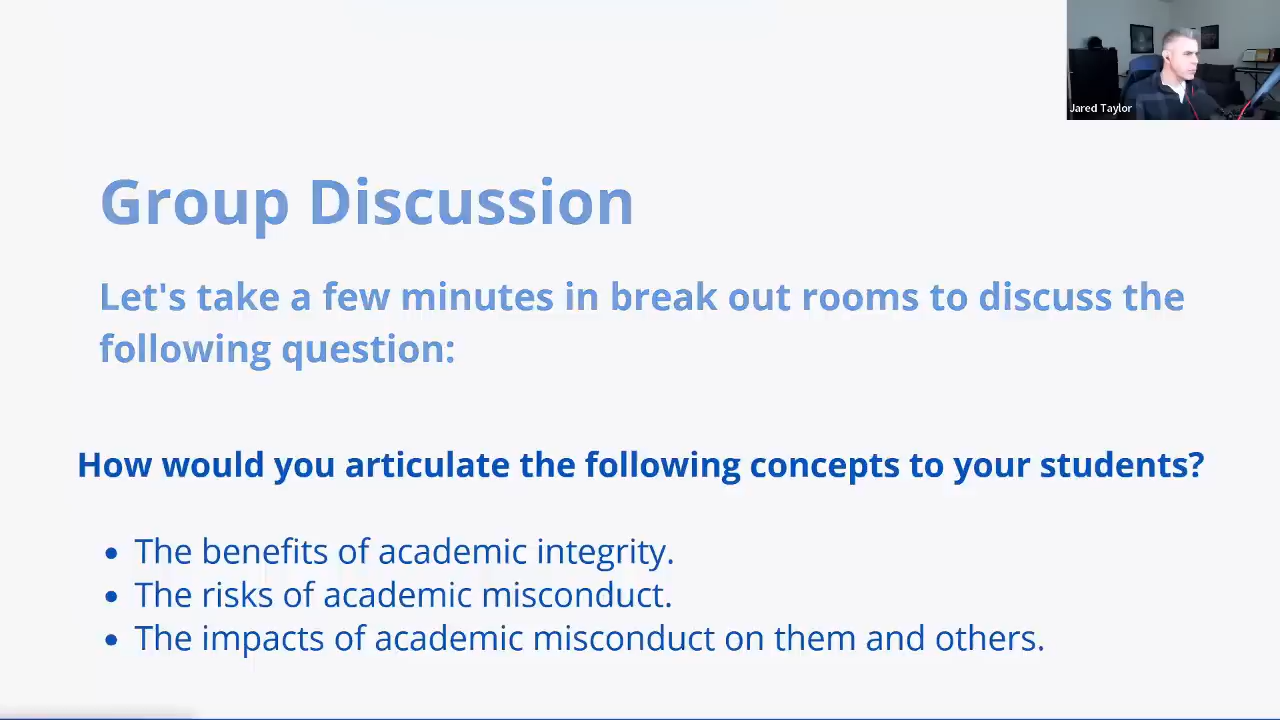 Jared Taylor
Group Discussion
Let's take a few minutes in break out rooms to discuss the
following question:
How would you articulate the following concepts to your students?
• The benefits of academic integrity.
• The risks of academic misconduct.
• The impacts of academic misconduct on them and others.